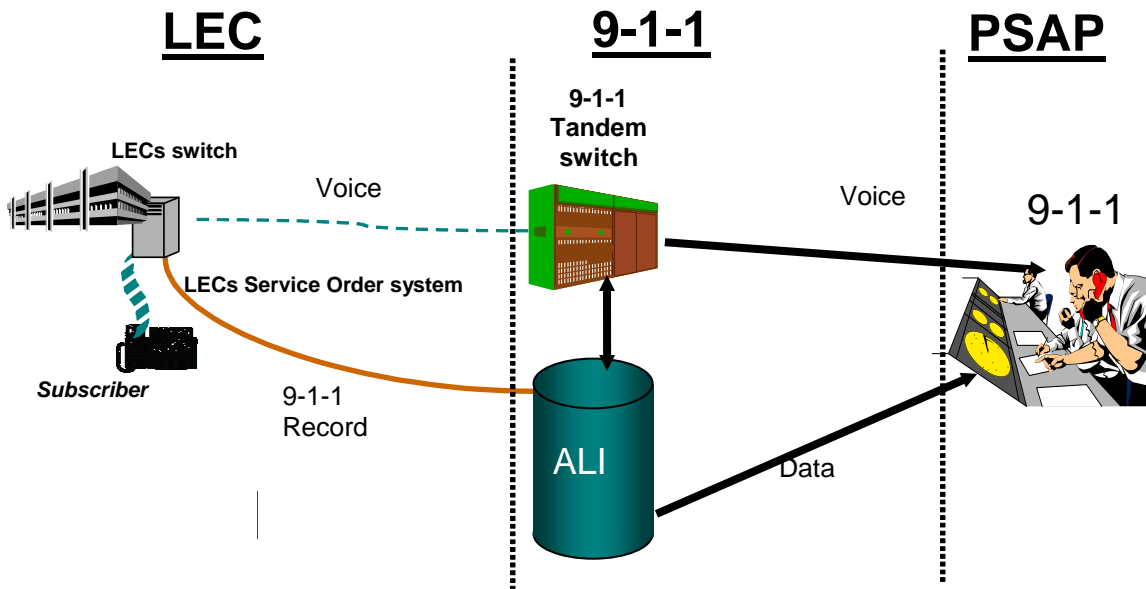 LEC
9-1-1
PSAP
9-1-1
Tandem
switch
LECs switch
Voice
Voice
9-1-1
LECs Service Order system
Subscriber
9-1-1
Record
ALI
Data